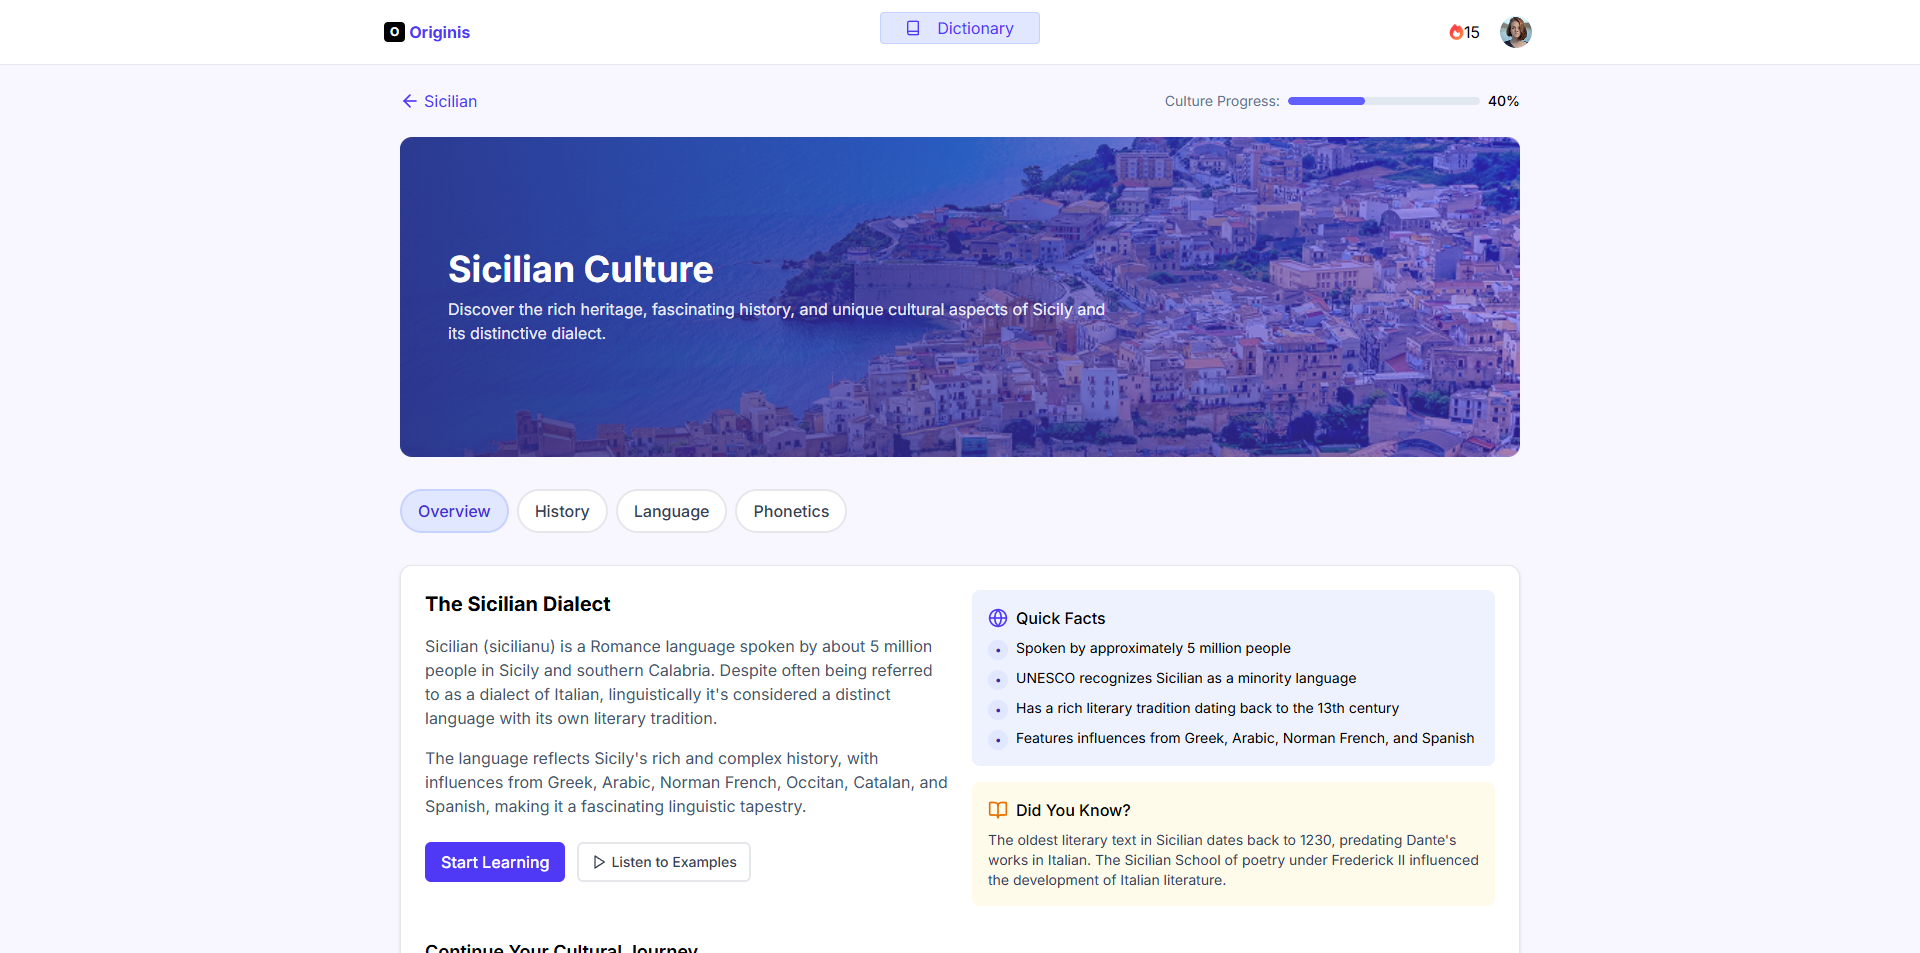 O Originis
Dictionary
15
Sicilian
Culture Progress:
40%
Sicilian Culture
Discover the rich heritage, fascinating history, and unique cultural aspects of Sicily and
its distinctive dialect.
Overview
History
Language
Phonetics
The Sicilian Dialect
Sicilian (sicilianu) is a Romance language spoken by about 5 million
people in Sicily and southern Calabria. Despite often being referred
to as a dialect of Italian, linguistically it's considered a distinct
language with its own literary tradition.
The language reflects Sicily's rich and complex history, with
influences from Greek, Arabic, Norman French, Occitan, Catalan, and
Spanish, making it a fascinating linguistic tapestry.
Start Learning
Listen to Examples
Quick Facts
• Spoken by approximately 5 million people
• UNESCO recognizes Sicilian as a minority language
• Has a rich literary tradition dating back to the 13th century
• Features influences from Greek, Arabic, Norman French, and Spanish
Did You Know?
The oldest literary text in Sicilian dates back to 1230, predating Dante's
works in Italian. The Sicilian School of poetry under Frederick II influenced
the development of Italian literature.
Continue Your Cultural Journey